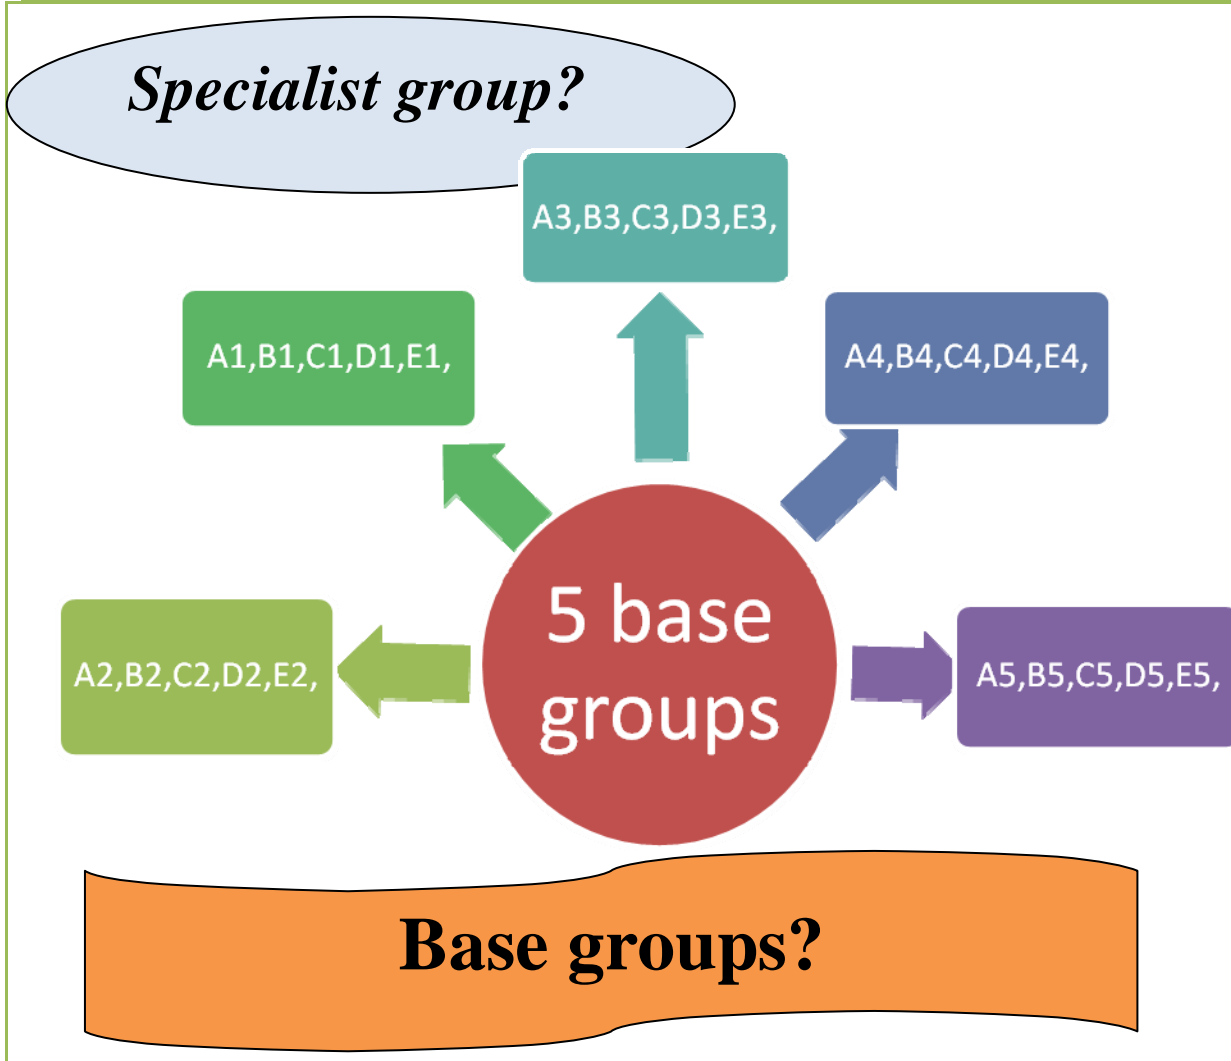 Specialist group?
A3,B3,C3,D3,E3,
A1,B1,C1,D1,E1,
A4,B4,C4,D4,E4,
5 base
groups
A2,B2,C2,D2,E2,
A5,B5,C5,D5,E5,
Base groups?